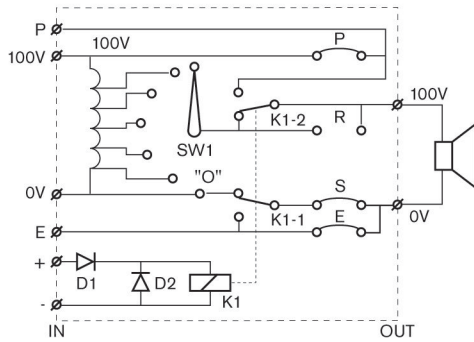 P
100V
100V
P
100V
K1-2
R
SW1
0V
"O"
S
K1-1
0V
E
E
+
D1
D2
K1
-
IN
OUT